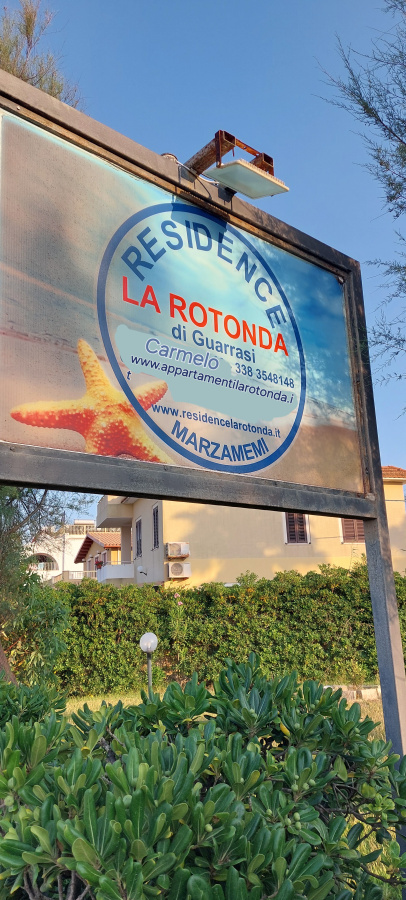 RESIDENCE
LA ROTONDA
di Guarrasi
Carmelo 338 3548148
www.appartamentilarotonda.i
t
www.residencelarotonda.it
MARZAMEMI